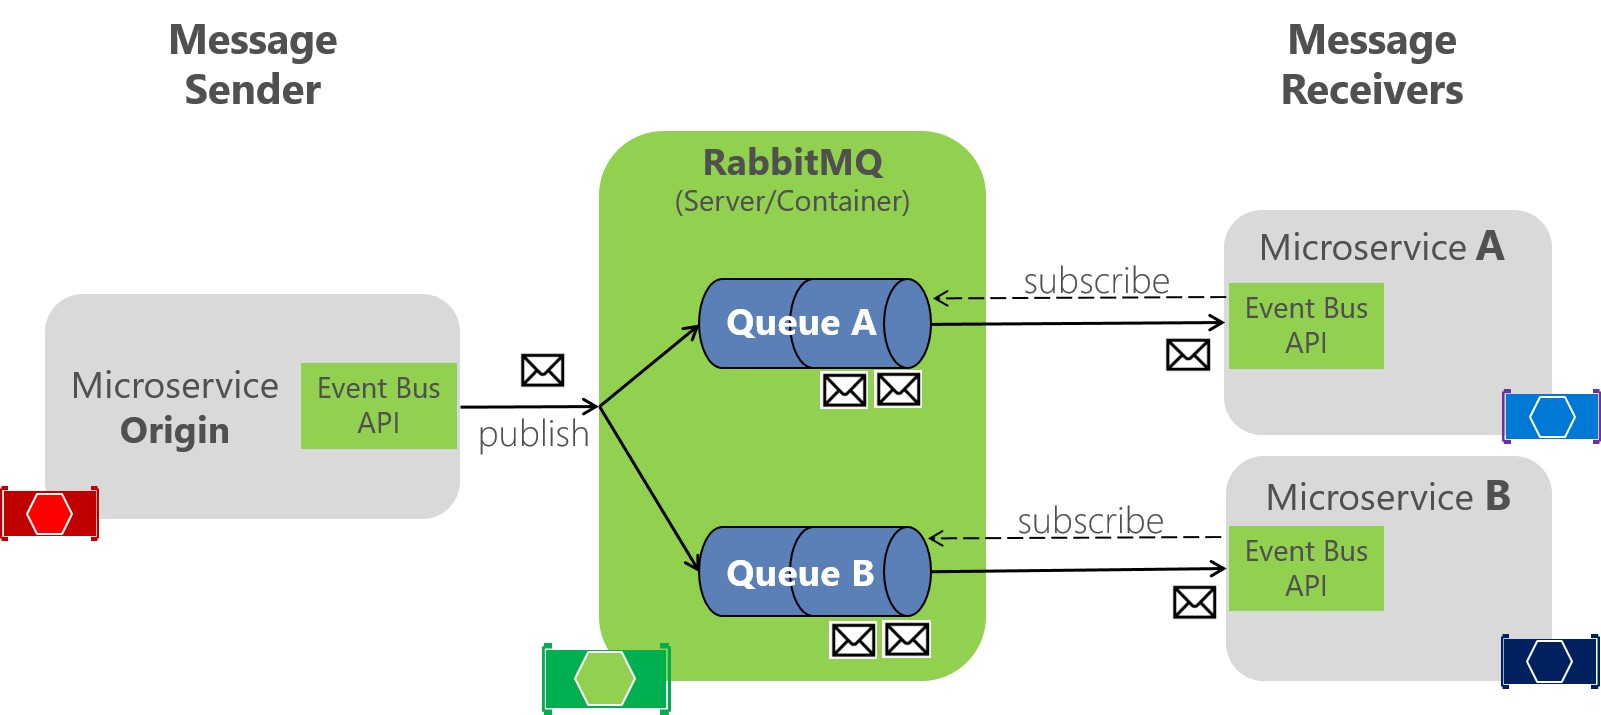 Message
Sender
Message
Receivers
RabbitMQ
(Server/Container)
Microservice
Origin
Event Bus
API
publish
Queue A
Queue B
subscribe
Microservice A
Event Bus
API
subscribe
Microservice B
Event Bus
API